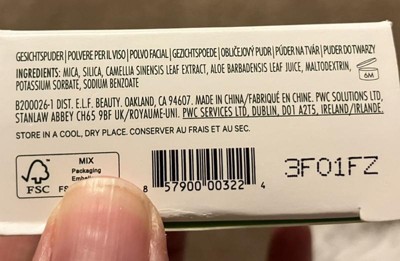 GESICHTSPUDER | POLVERE PER IL VISO | POLVO FACIAL | GEZICHTSPOEDE | OBLIČEJOVÝ PUDR | PÚDER NA TVÁR | PUDER DO TWARZY
INGREDIENTS: MICA, SILICA, CAMELLIA SINENSIS LEAF EXTRACT, ALOE BARBADENSIS LEAF JUICE, MALTODEXTRIN,
POTASSIUM SORBATE, SODIUM BENZOATE
6M
B200026-1 DIST. E.L.F. BEAUTY. OAKLAND, CA 94607. MADE IN CHINA/FABRIQUÉ EN CHINE. PWC SOLUTIONS LTD,
STANLAW ABBEY CH65 9BF UK/ROYAUME-UNI. PWC SERVICES LTD, DUBLIN, D01 A2T5, IRELAND/IRLANDE.
STORE IN A COOL, DRY PLACE. CONSERVER AU FRAIS ET AU SEC.
MIX
Packaging
FSC
8 57900 00322 4
3F01FZ